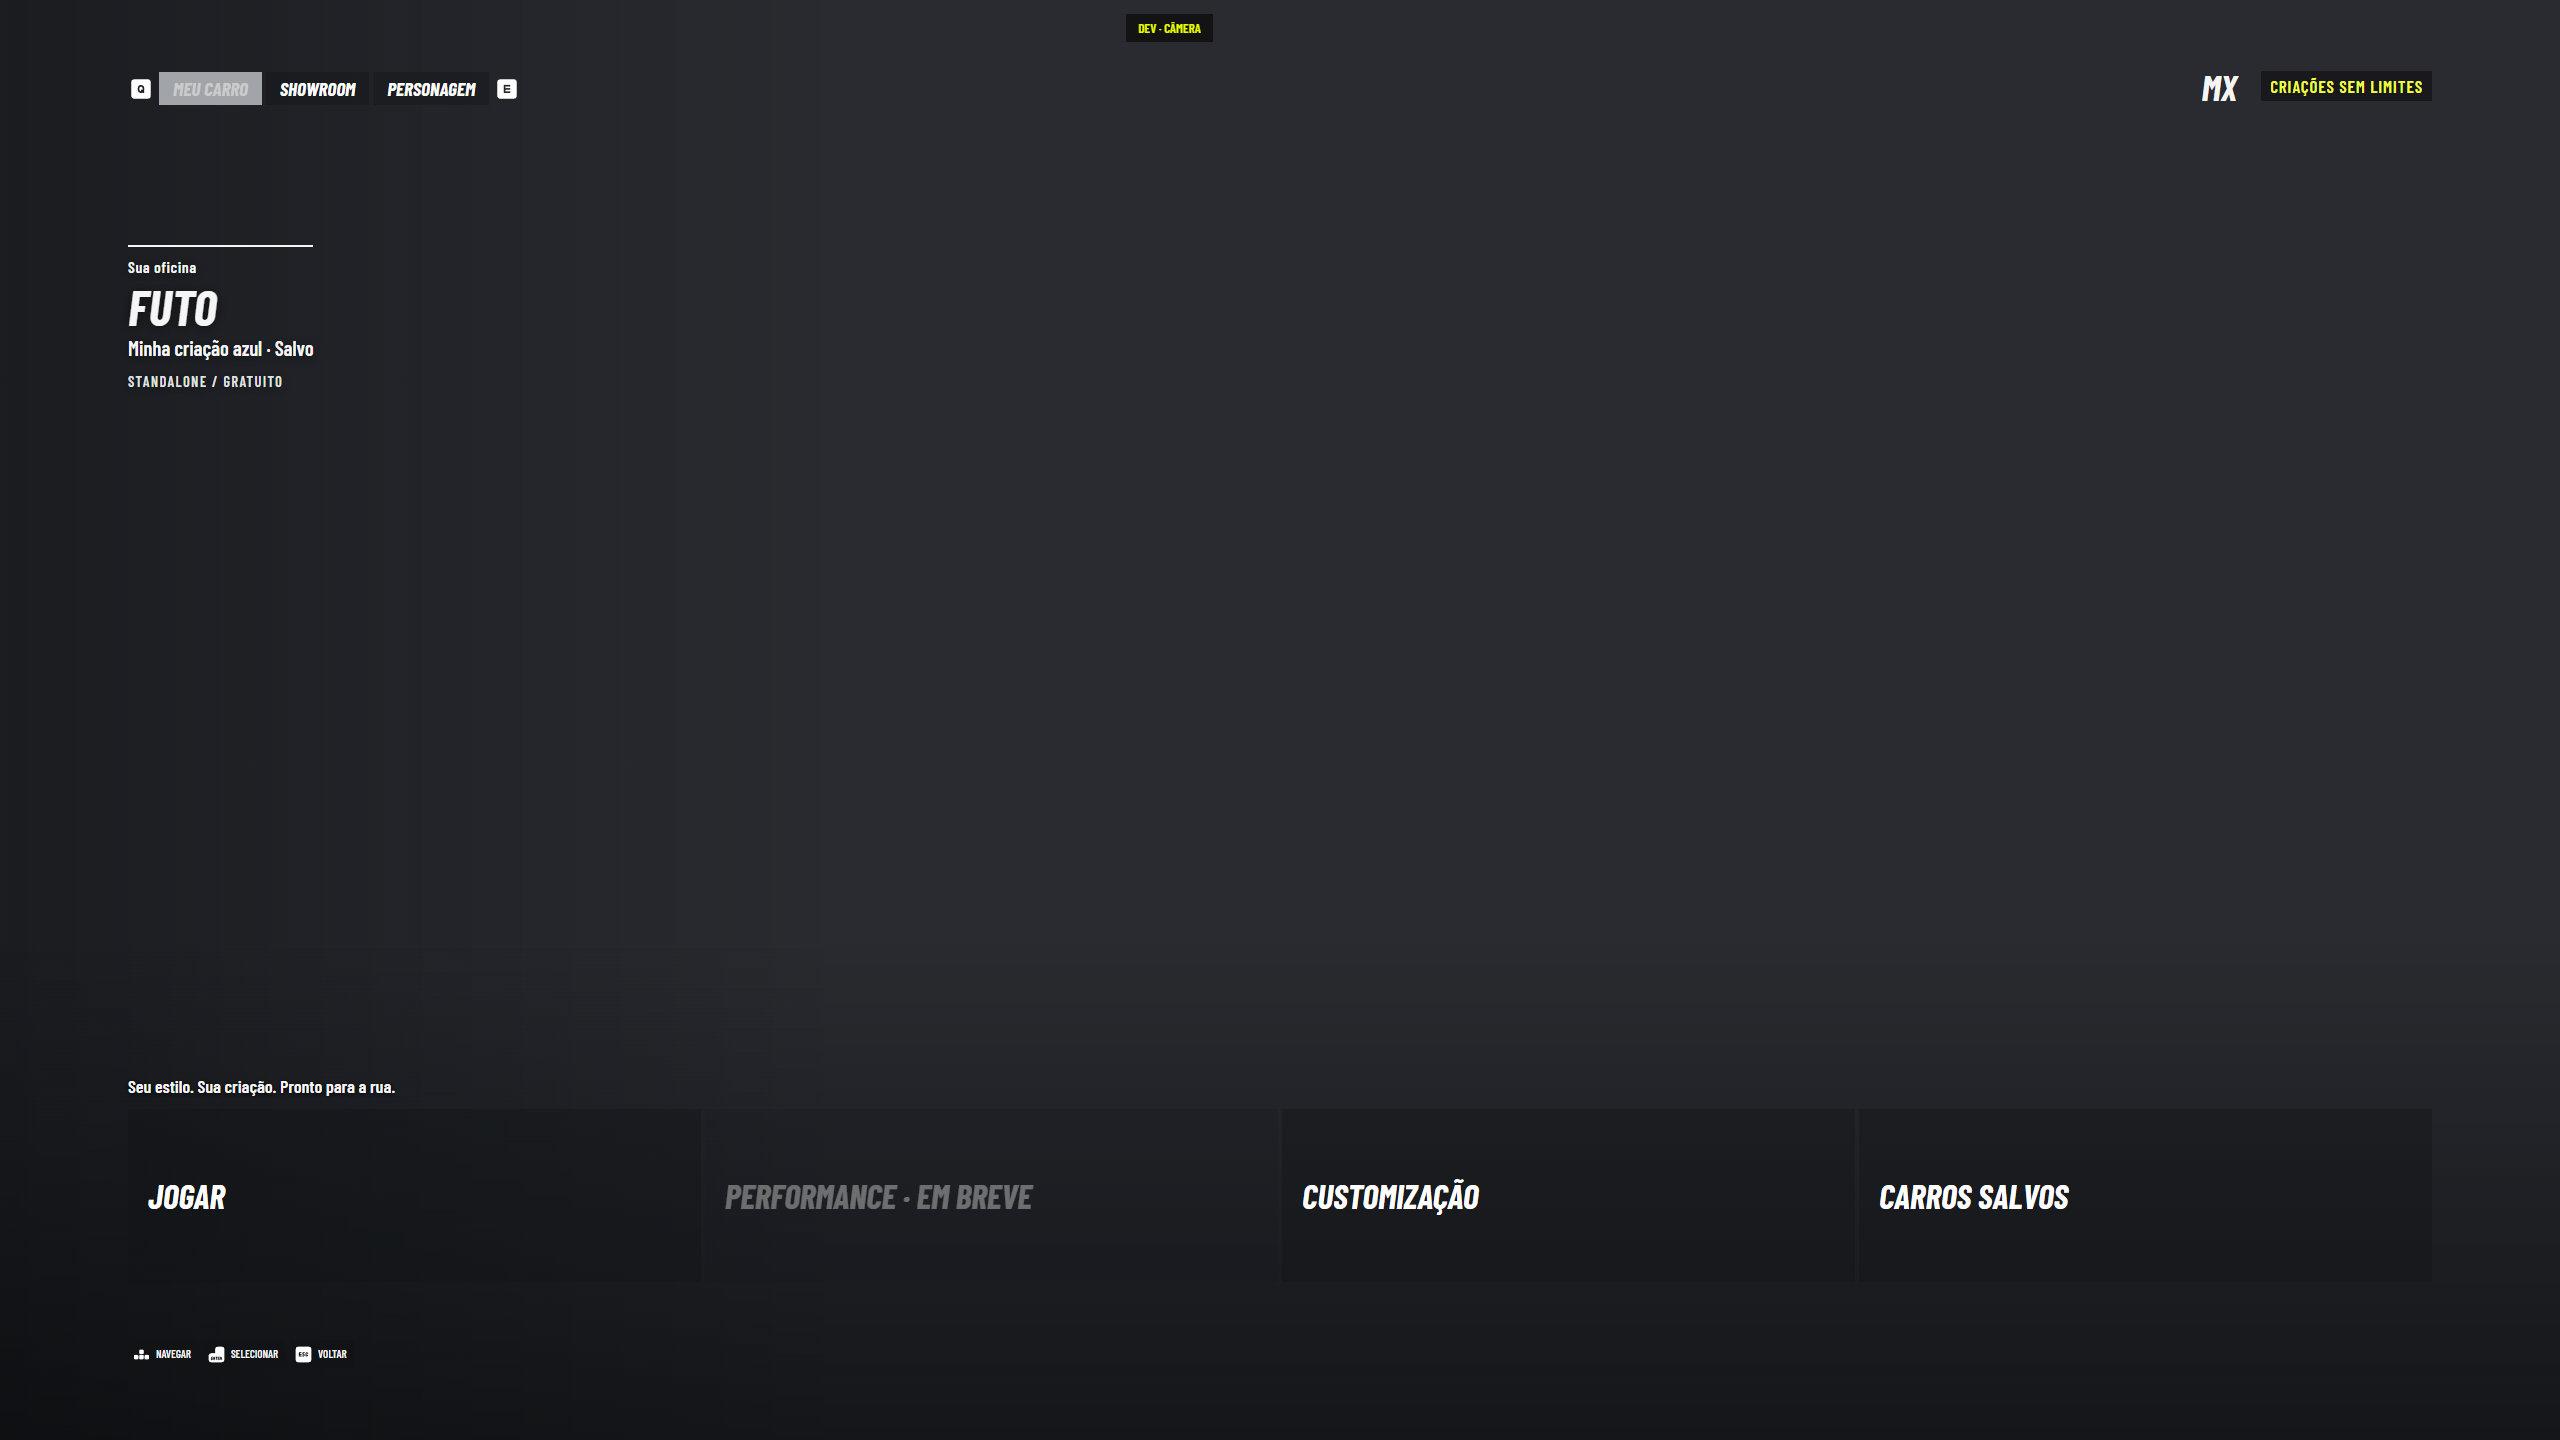 DEV · CÂMERA
Q MEU CARRO SHOWROOM PERSONAGEM E
MX CRIAÇÕES SEM LIMITES
Sua oficina
FUTO
Minha criação azul · Salvo
STANDALONE / GRATUITO
Seu estilo. Sua criação. Pronto para a rua.
JOGAR
PERFORMANCE · EM BREVE
CUSTOMIZAÇÃO
CARROS SALVOS
NAVEGAR SELECIONAR ESC VOLTAR